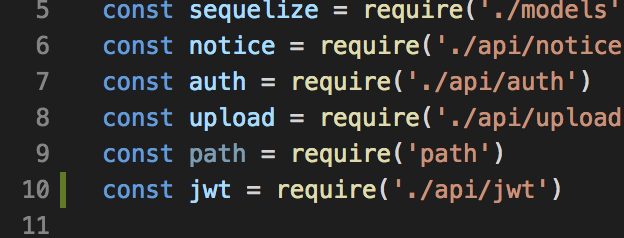 5 const sequelize = require('./models'
6 const notice = require('./api/notice
7 const auth = require('./api/auth')
8 const upload = require('./api/upload
9 const path = require('path')
10 const jwt = require('./api/jwt')
11